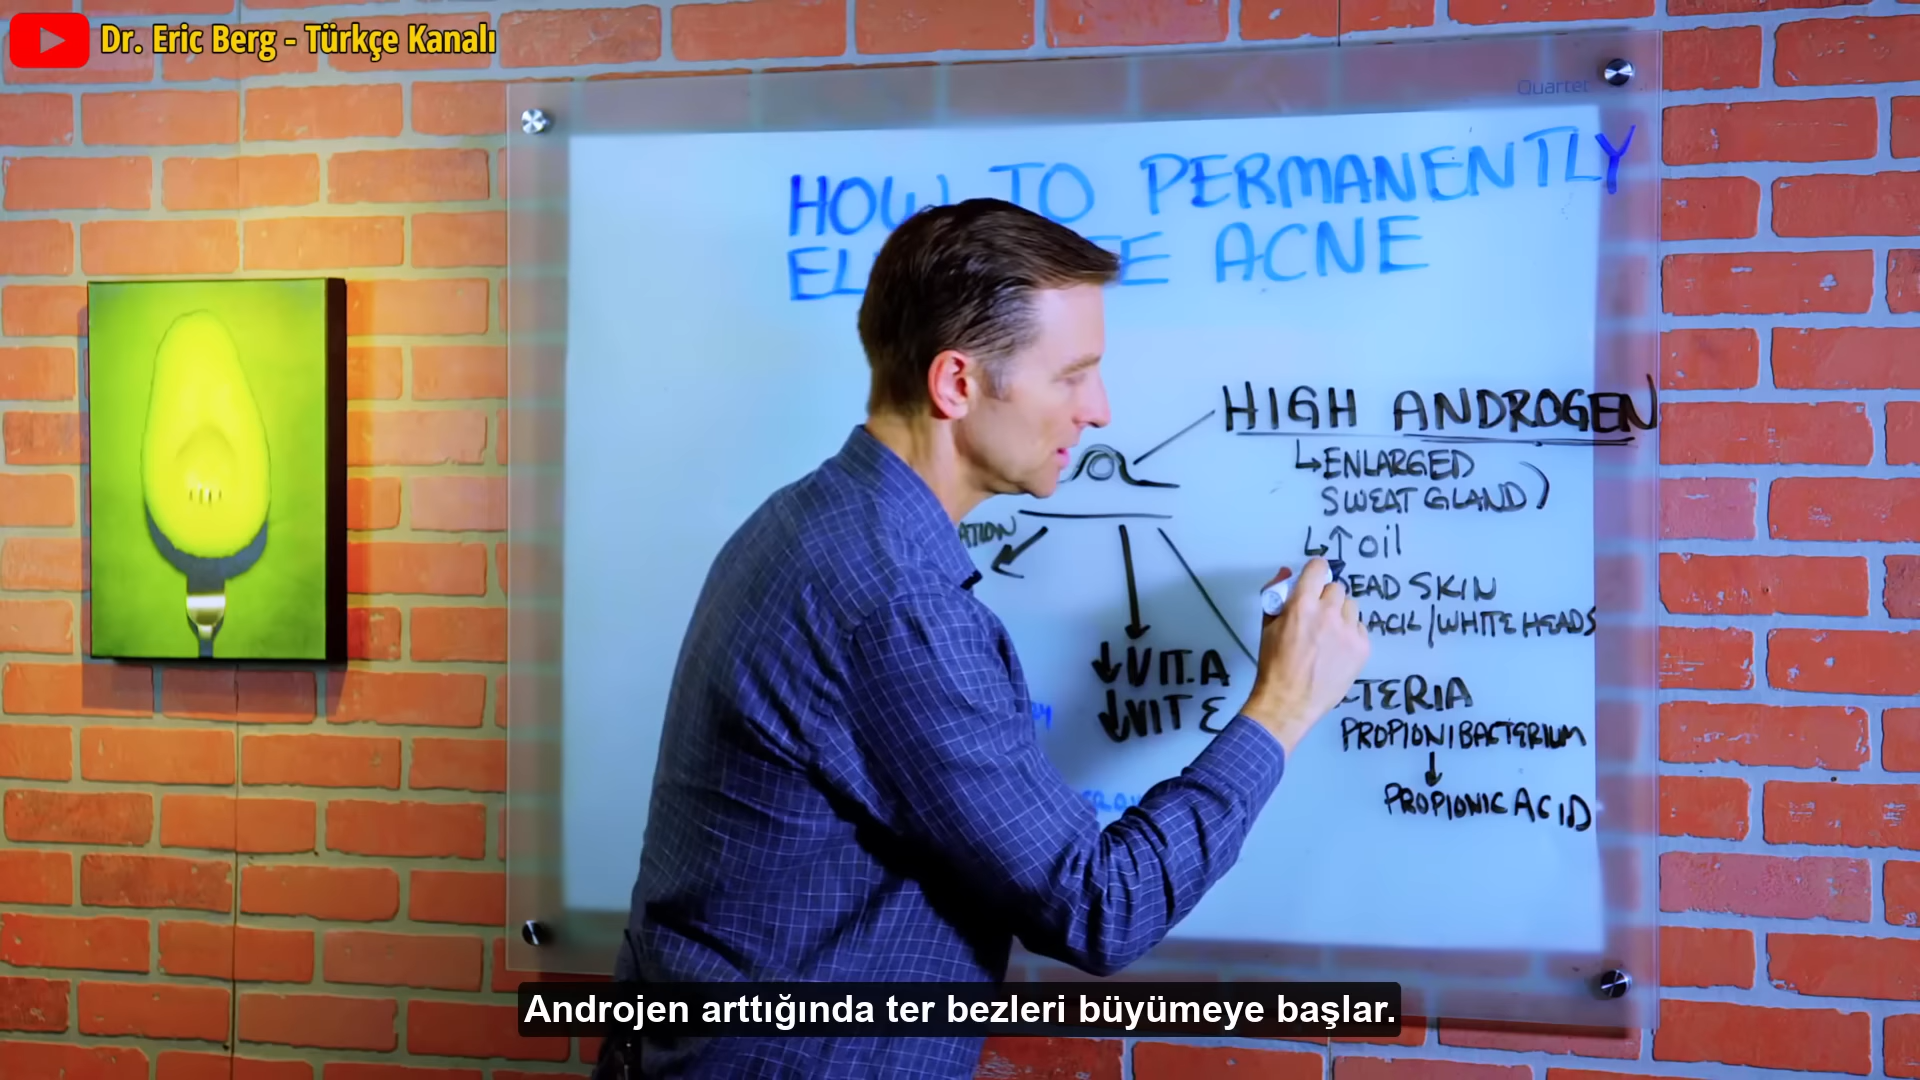 Dr. Eric Berg - Türkçe Kanalı
Quartet
HOW TO PERMANENTLY
ACNE
HIGH ANDROGEN
ENLARGED
SWEAT GLAND)
↑ oil
DEAD SKIN
/WHITE HEADS
↓VIT.A
↓VIT E
PROPIONIBACTERIUM
PROPIONIC ACID
Androjen arttığında ter bezleri büyümeye başlar.